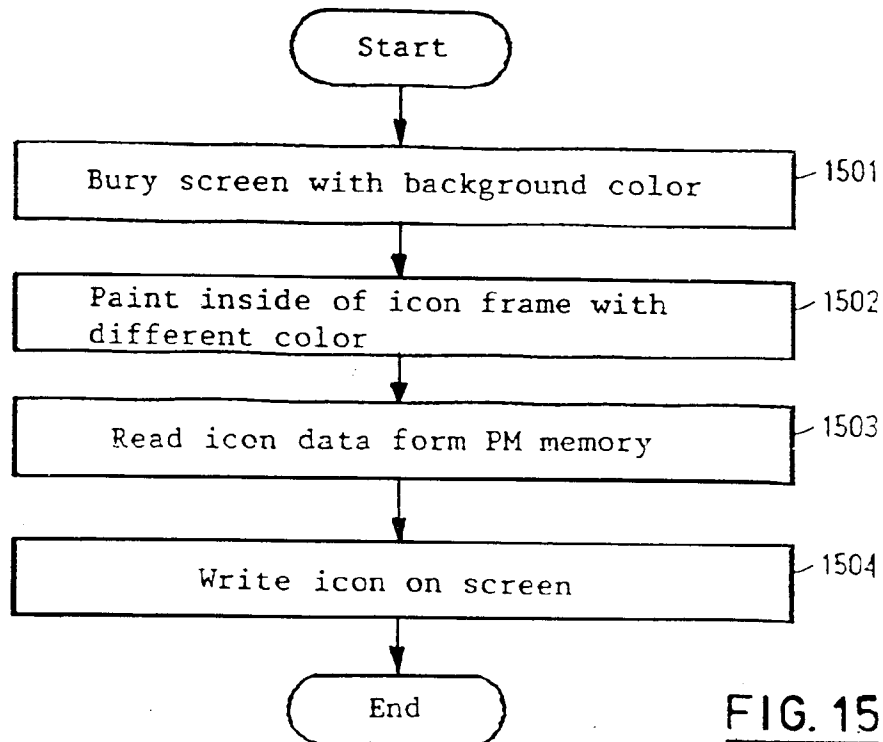 Start
Bury screen with background color
1501
Paint inside of icon frame with
different color
1502
Read icon data form PM memory
1503
Write icon on screen
1504
End
FIG. 15